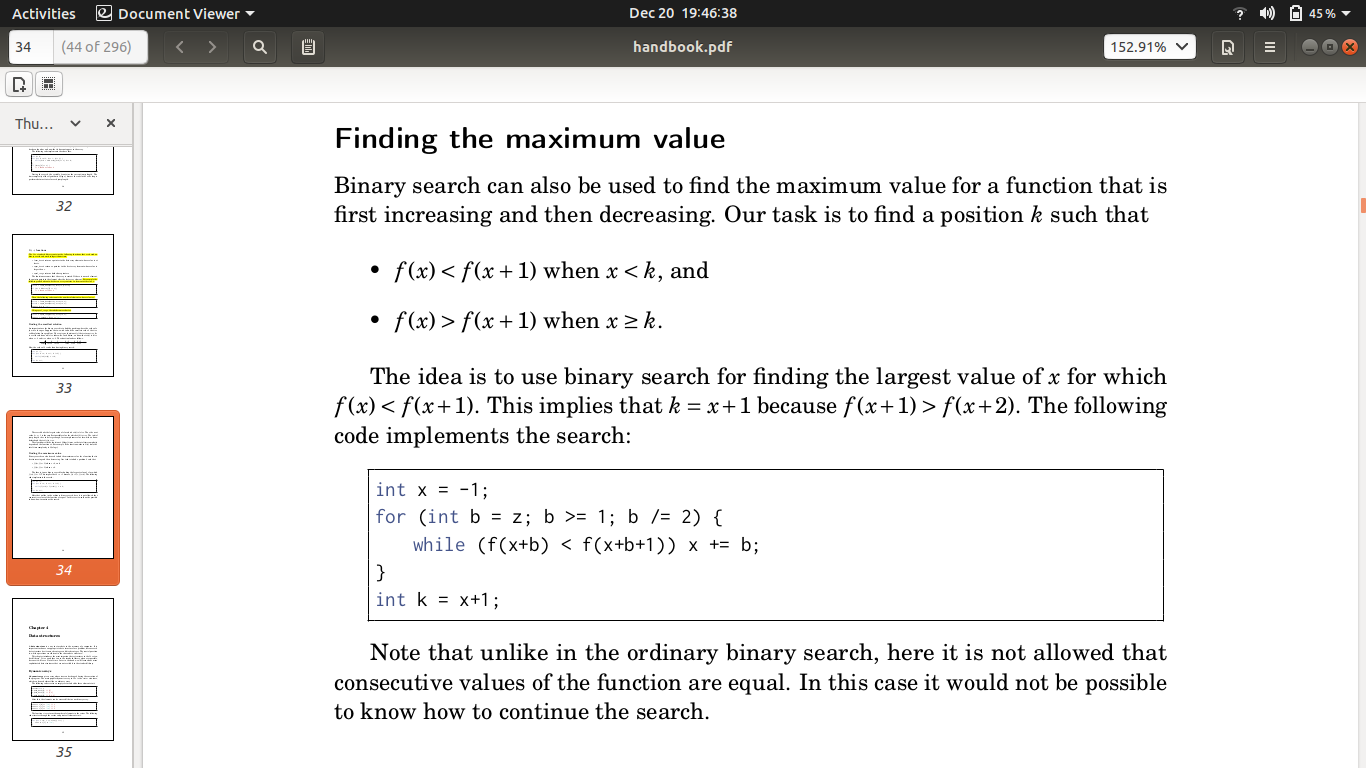 Activities Document Viewer Dec 20 19:46:38 45 %
34 (44 of 296) handbook.pdf 152.91%
Thu...
32
33
34
Chapter 4
Data structures
35
Finding the maximum value
Binary search can also be used to find the maximum value for a function that is
first increasing and then decreasing. Our task is to find a position k such that
• f(x) < f(x+1) when x < k, and
• f(x) > f(x+1) when x ≥ k.
The idea is to use binary search for finding the largest value of x for which
f(x) < f(x+1). This implies that k = x+1 because f(x+1) > f(x+2). The following
code implements the search:
int x = -1;
for (int b = z; b >= 1; b /= 2) {
while (f(x+b) < f(x+b+1)) x += b;
}
int k = x+1;
Note that unlike in the ordinary binary search, here it is not allowed that
consecutive values of the function are equal. In this case it would not be possible
to know how to continue the search.